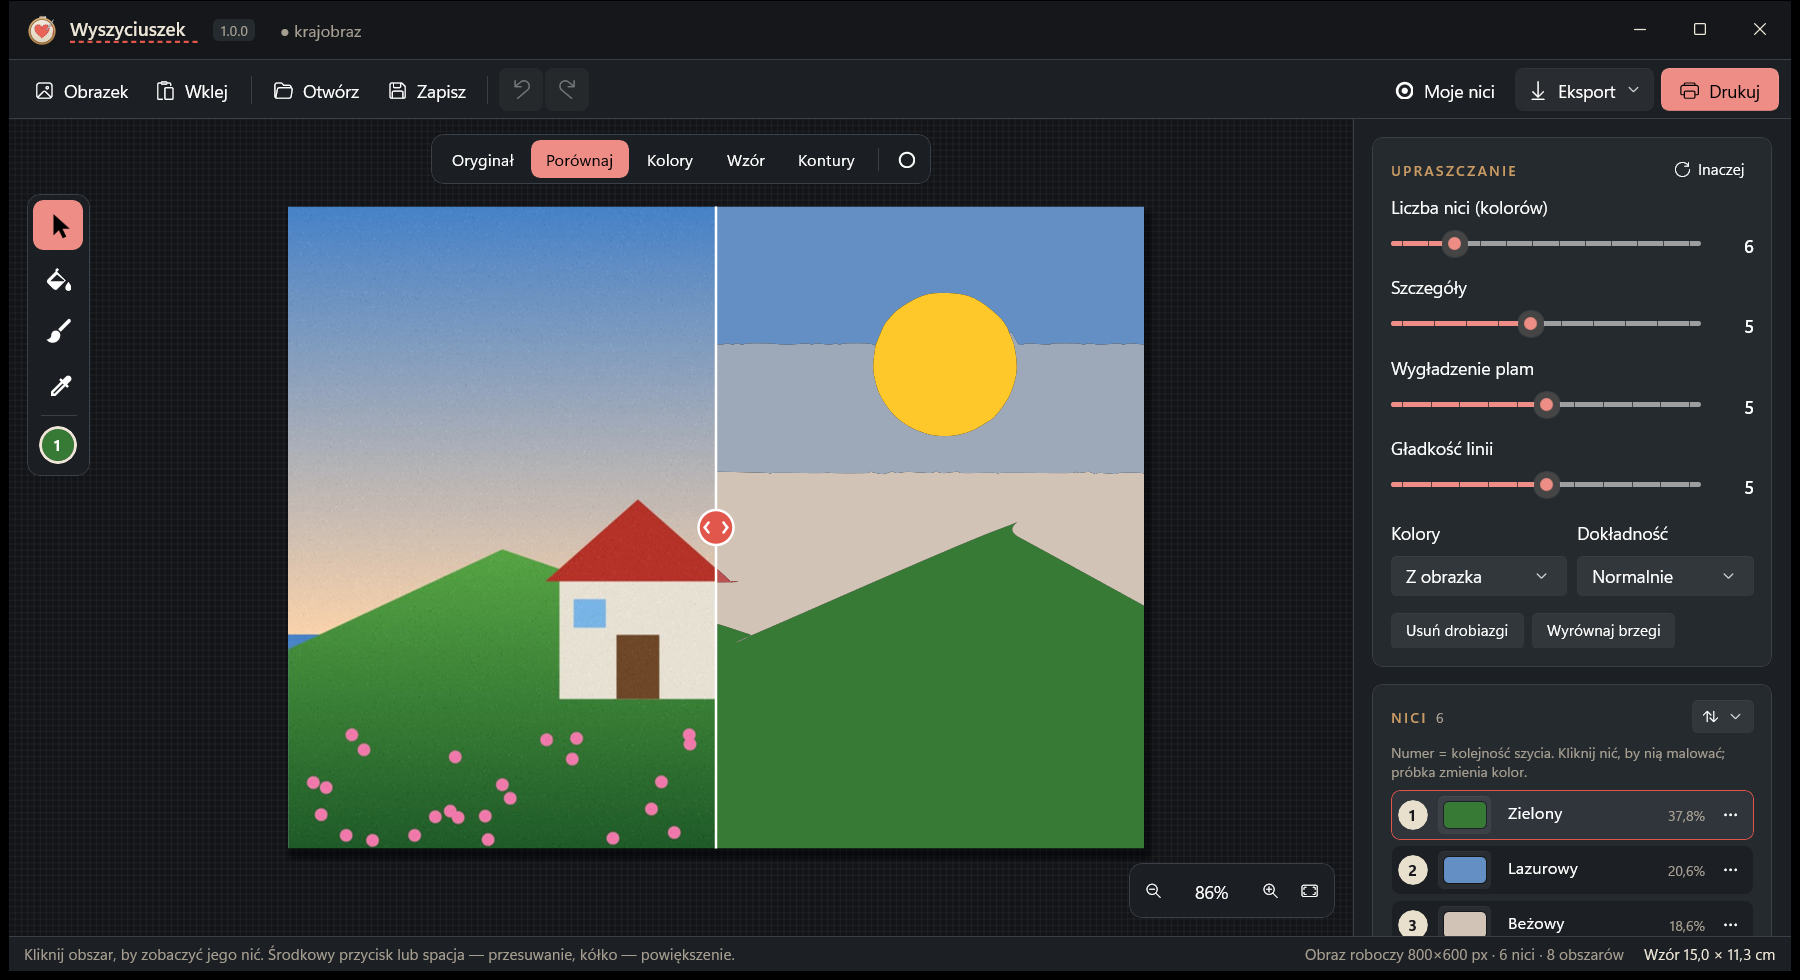 Wyszyciuszek 1.0.0 ● krajobraz
Obrazek Wklej Otwórz Zapisz Moje nici Eksport Drukuj
Oryginał Porównaj Kolory Wzór Kontury
1
UPRASZCZANIE Inaczej
Liczba nici (kolorów)
6
Szczegóły
5
Wygładzenie plam
5
Gładkość linii
5
Kolory Dokładność
Z obrazka Normalnie
Usuń drobiazgi Wyrównaj brzegi
NICI 6
Numer = kolejność szycia. Kliknij nić, by nią malować;
próbka zmienia kolor.
1 Zielony 37,8%
2 Lazurowy 20,6%
3 Beżowy 18,6%
86%
Kliknij obszar, by zobaczyć jego nić. Środkowy przycisk lub spacja — przesuwanie, kółko — powiększenie.
Obraz roboczy 800×600 px · 6 nici · 8 obszarów Wzór 15,0 × 11,3 cm